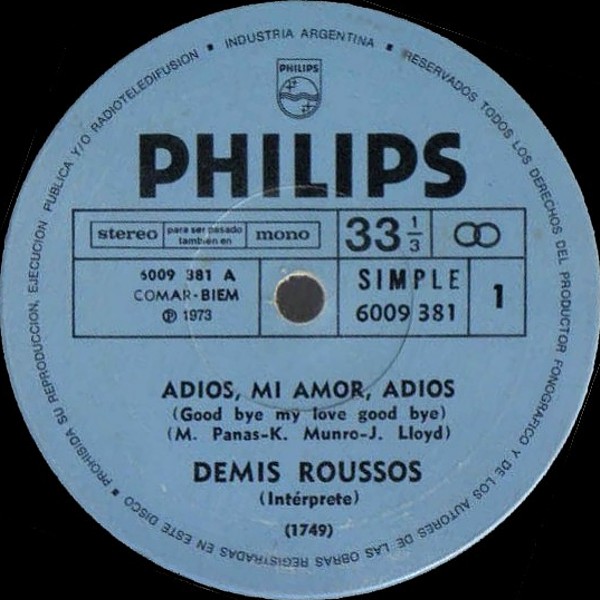 PROHIBIDA SU REPRODUCCION, EJECUCION PUBLICA Y/O RADIOTELEDIFUSION ■ INDUSTRIA ARGENTINA ■ RESERVADOS TODOS LOS DERECHOS DEL PRODUCTOR FONOGRAFICO Y DE LOS AUTORES DE LAS OBRAS REGISTRADAS EN ESTE DISCO ■
PHILIPS
PHILIPS
stereo para ser pasado tambien en mono
33 1/3
6009 381 A
COMAR-BIEM
Ⓟ 1973
SIMPLE
6009 381
1
ADIOS, MI AMOR, ADIOS
(Good bye my love good bye)
(M. Panas-K. Munro-J. Lloyd)
DEMIS ROUSSOS
(Intérprete)
(1749)